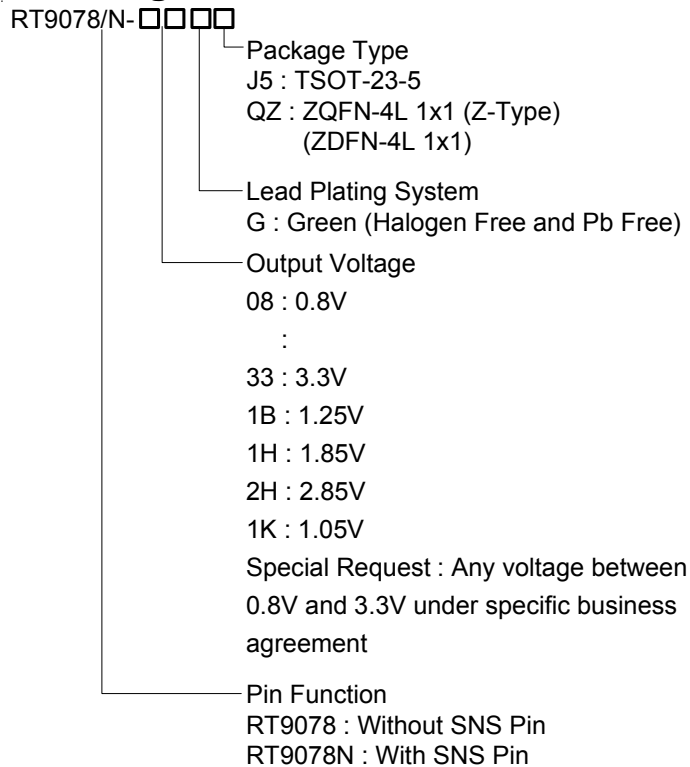 RT9078/N-
Package Type
J5 : TSOT-23-5
QZ : ZQFN-4L 1x1 (Z-Type)
(ZDFN-4L 1x1)
Lead Plating System
G : Green (Halogen Free and Pb Free)
Output Voltage
08 : 0.8V
:
33 : 3.3V
1B : 1.25V
1H : 1.85V
2H : 2.85V
1K : 1.05V
Special Request : Any voltage between
0.8V and 3.3V under specific business
agreement
Pin Function
RT9078 : Without SNS Pin
RT9078N : With SNS Pin